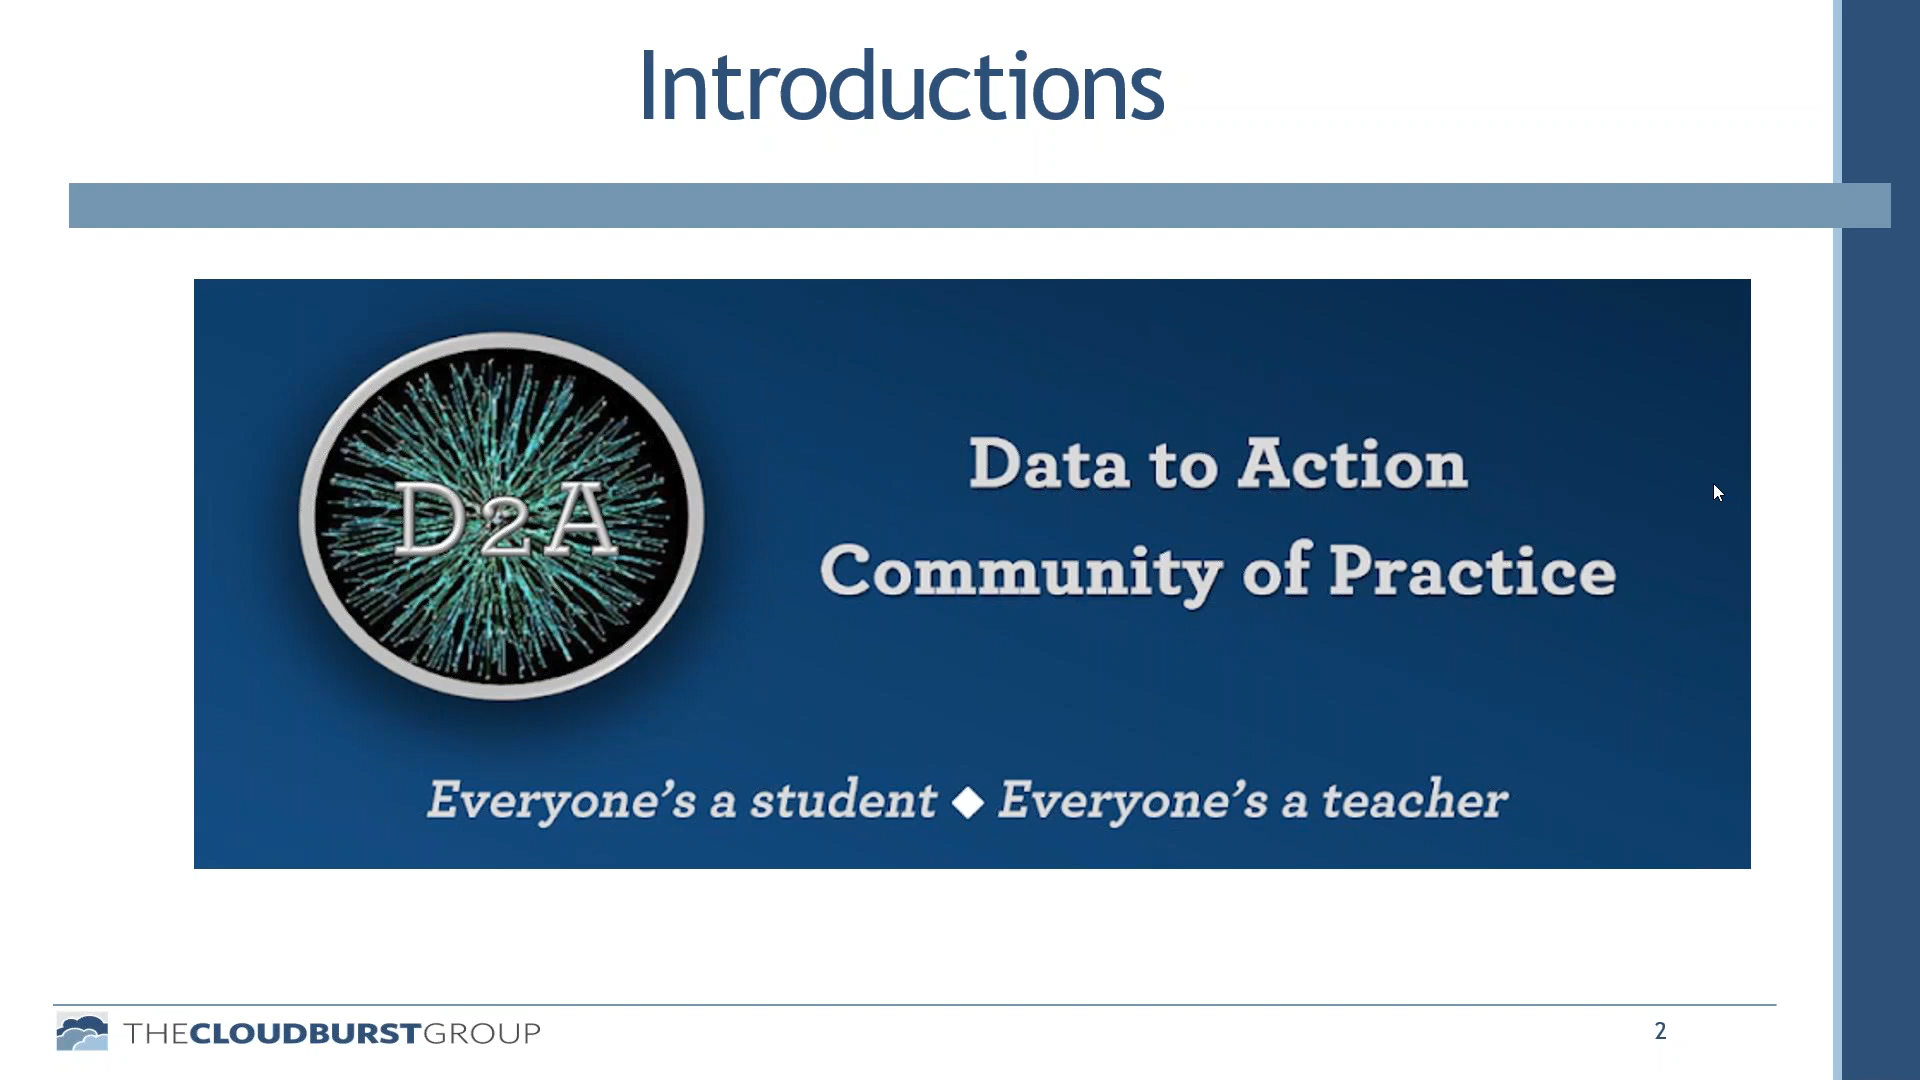 Introductions
D2A
Data to Action
Community of Practice
Everyone's a student ◆ Everyone's a teacher
THECLOUDBURSTGROUP
2